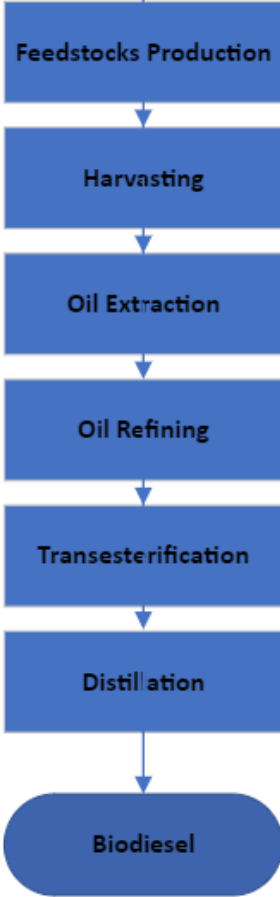 Feedstocks Production
Harvasting
Oil Extraction
Oil Refining
Transesterification
Distillation
Biodiesel